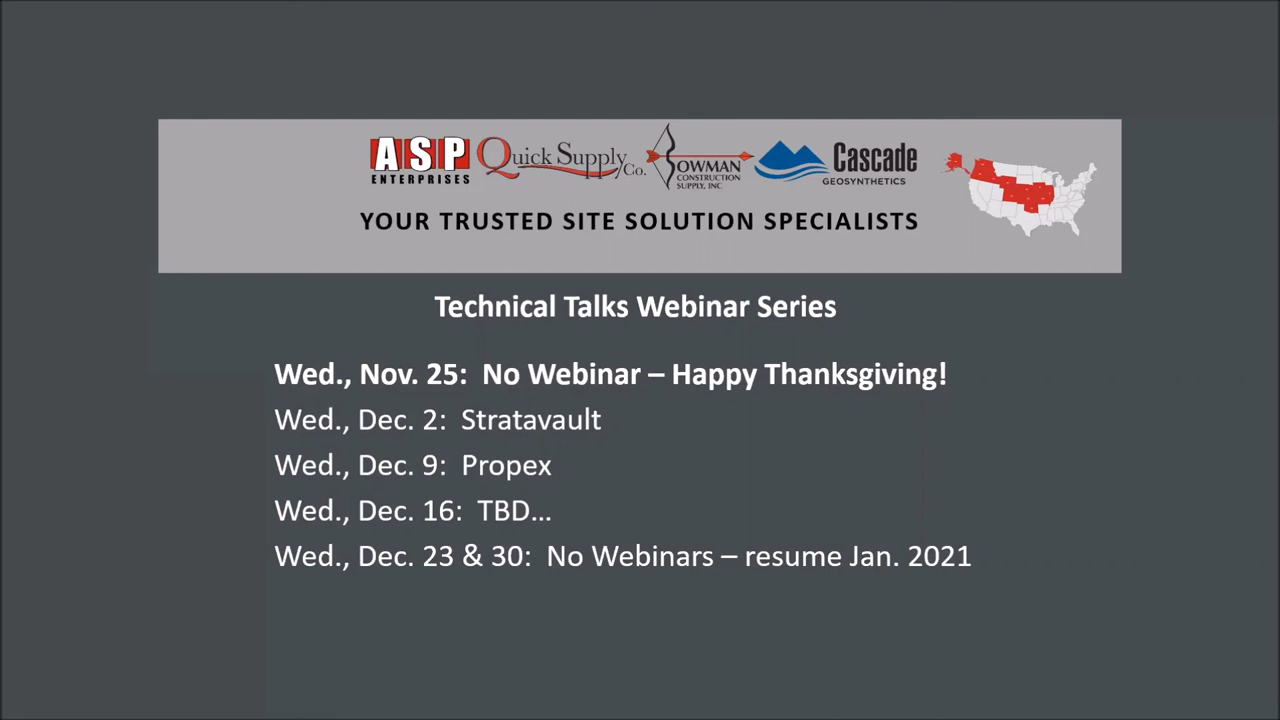 ASP Quick Supply Co. BOWMAN Cascade
ENTERPRISES CONSTRUCTION SUPPLY, INC GEOSYNTHETICS
YOUR TRUSTED SITE SOLUTION SPECIALISTS
Technical Talks Webinar Series
Wed., Nov. 25: No Webinar – Happy Thanksgiving!
Wed., Dec. 2: Stratavault
Wed., Dec. 9: Propex
Wed., Dec. 16: TBD...
Wed., Dec. 23 & 30: No Webinars – resume Jan. 2021